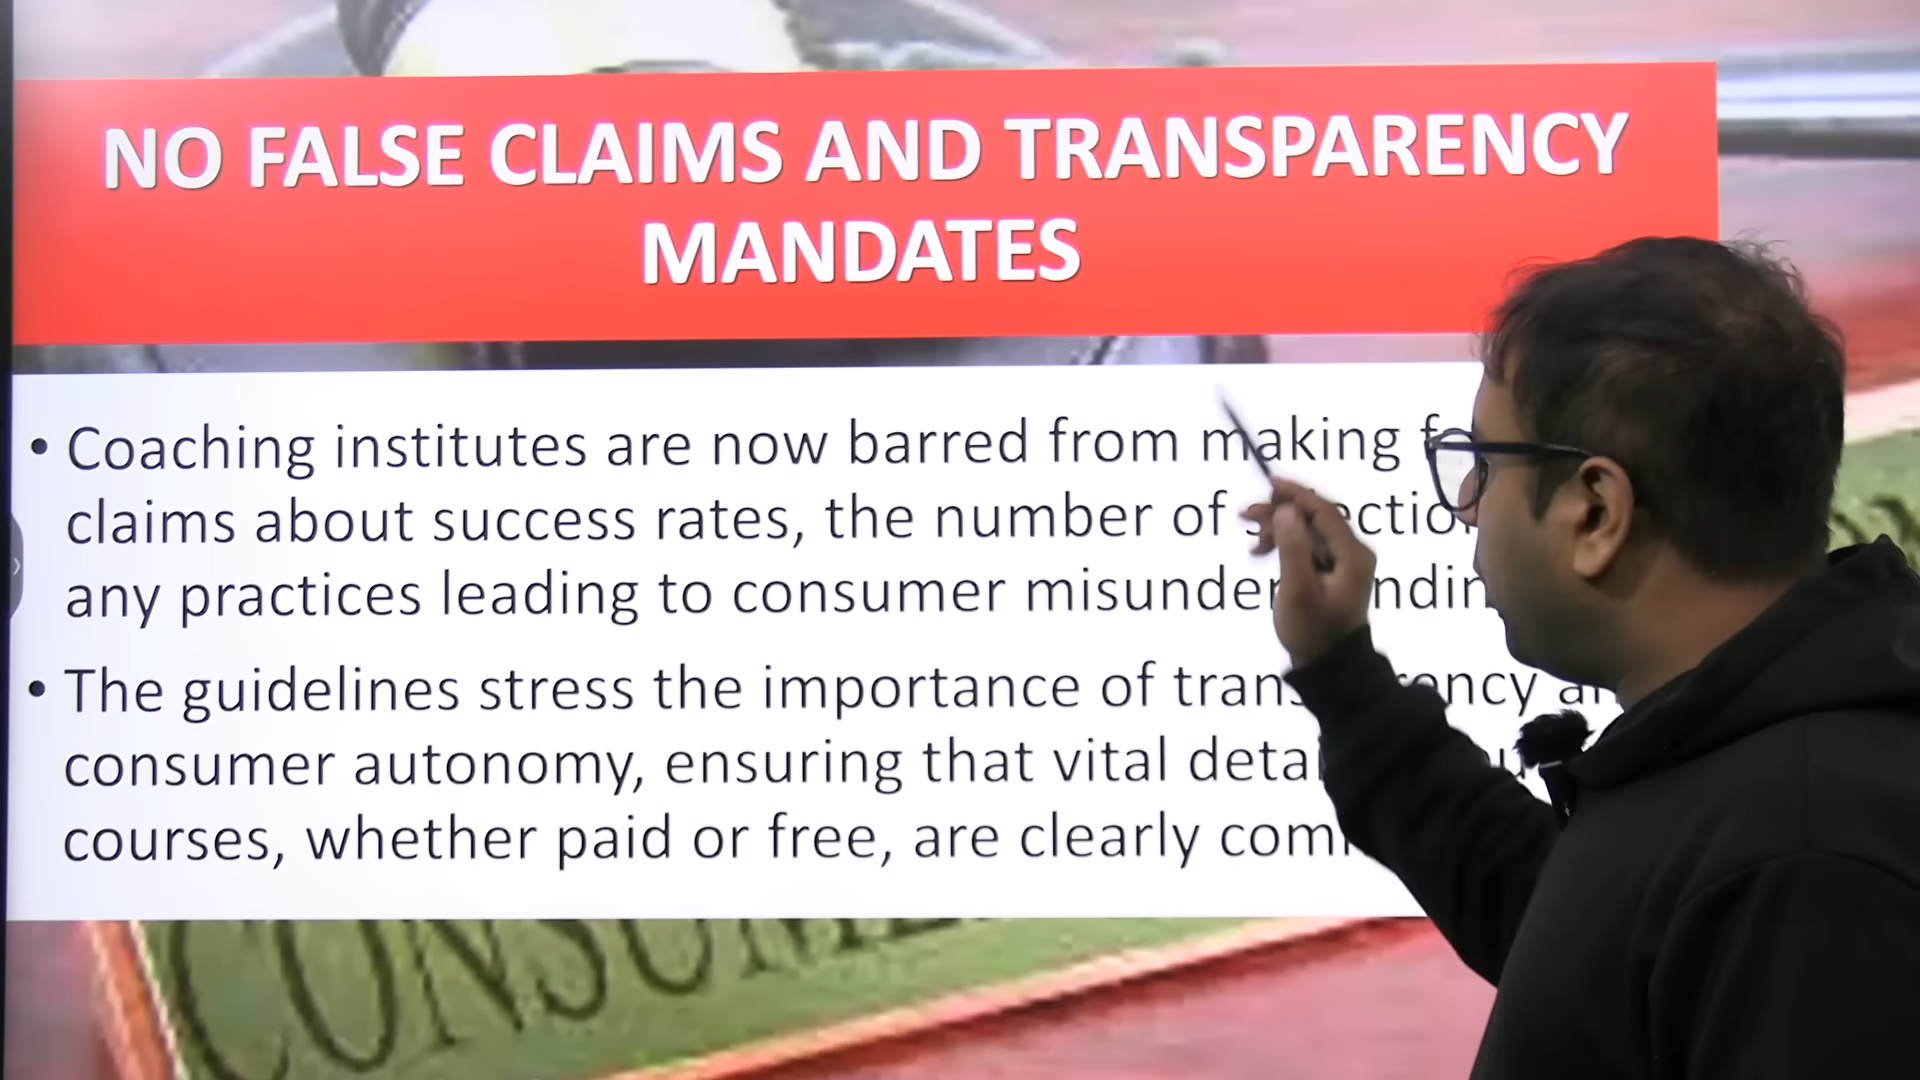 NO FALSE CLAIMS AND TRANSPARENCY
MANDATES
• Coaching institutes are now barred from making
claims about success rates, the number of
any practices leading to consumer
• The guidelines stress the importance of
consumer autonomy, ensuring that vital
courses, whether paid or free, are clearly